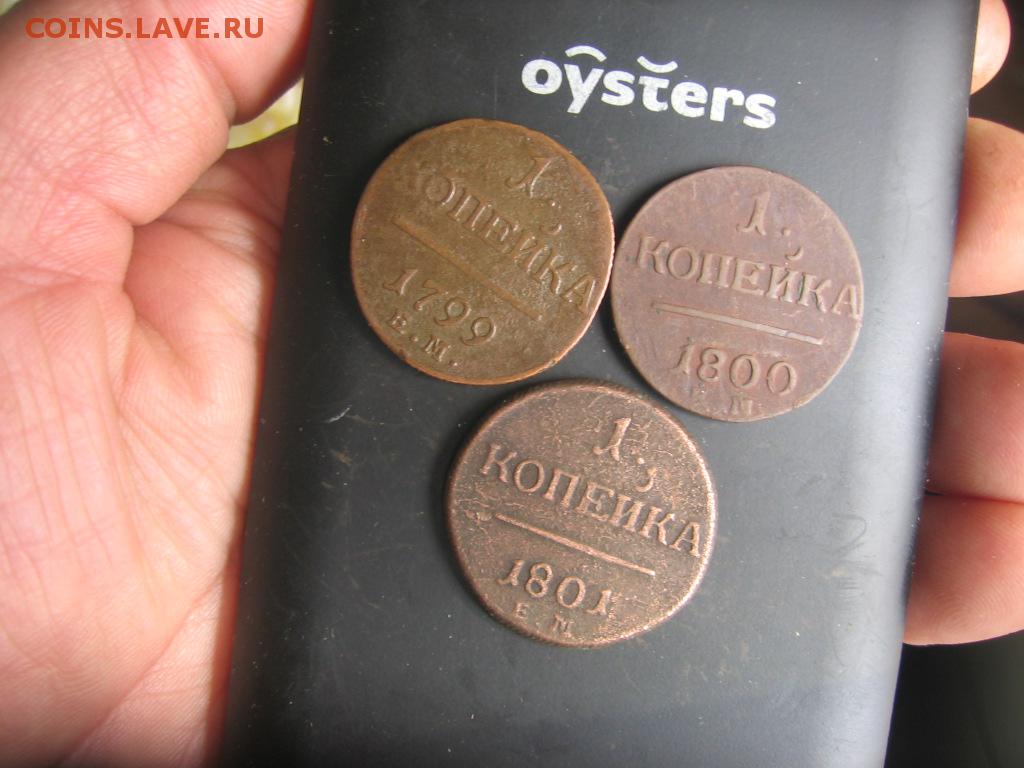 COINS.LAVE.RU
oysters
1.
КОПЕЙКА
1799
Е.М.
1.
КОПЕЙКА
1800
Е.М.
1.
КОПЕЙКА
1801
Е.М.